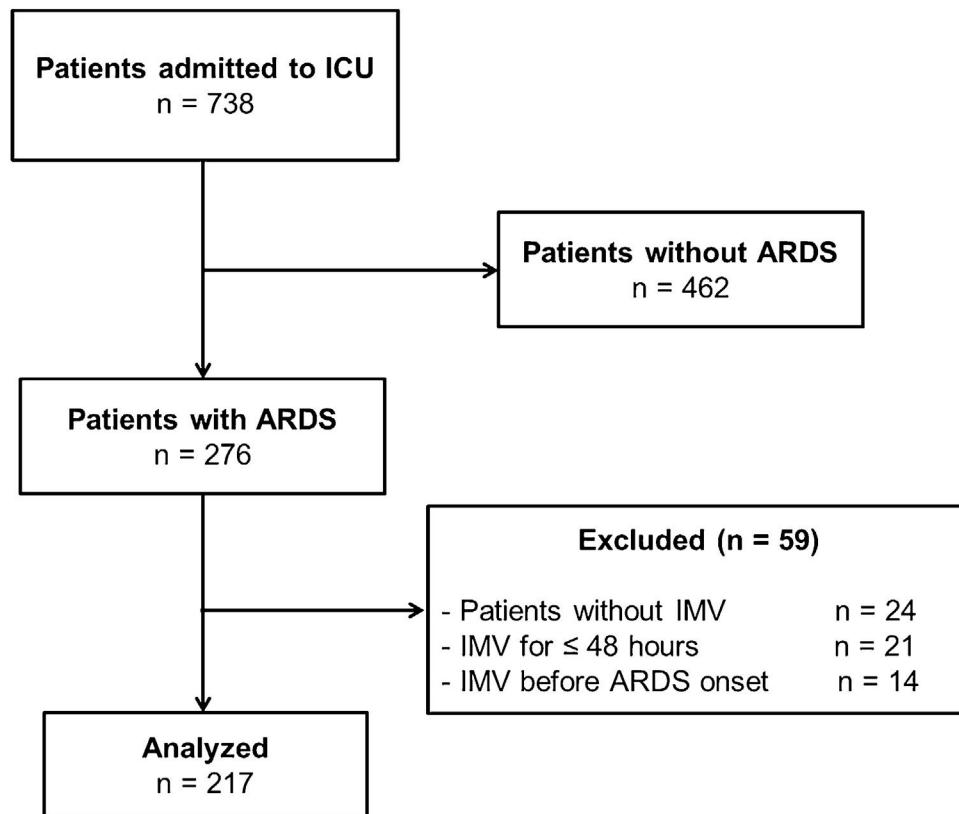 Patients admitted to ICU
n = 738
Patients without ARDS
n = 462
Patients with ARDS
n = 276
Excluded (n = 59)
- Patients without IMV n = 24
- IMV for ≤ 48 hours n = 21
- IMV before ARDS onset n = 14
Analyzed
n = 217